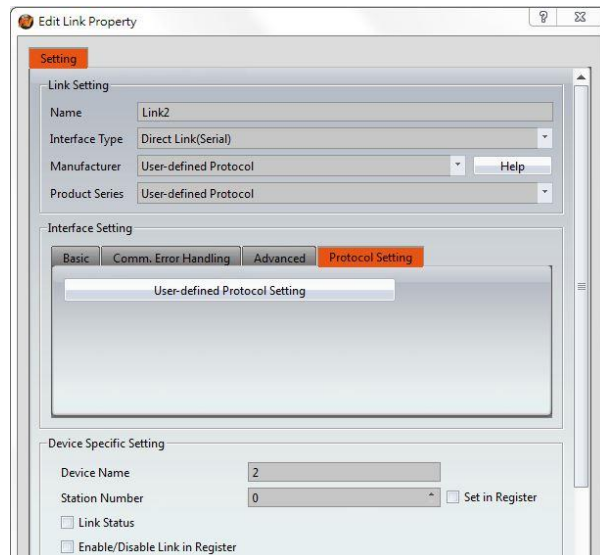 Edit Link Property
Setting
Link Setting
Name Link2
Interface Type Direct Link(Serial)
Manufacturer User-defined Protocol Help
Product Series User-defined Protocol
Interface Setting
Basic Comm. Error Handling Advanced Protocol Setting
User-defined Protocol Setting
Device Specific Setting
Device Name 2
Station Number 0 Set in Register
Link Status
Enable/Disable Link in Register